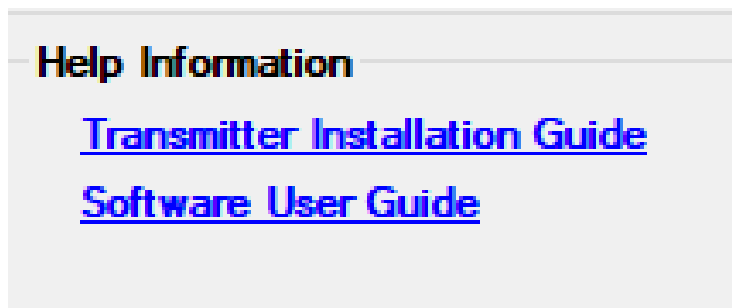 Help Information
Transmitter Installation Guide
Software User Guide